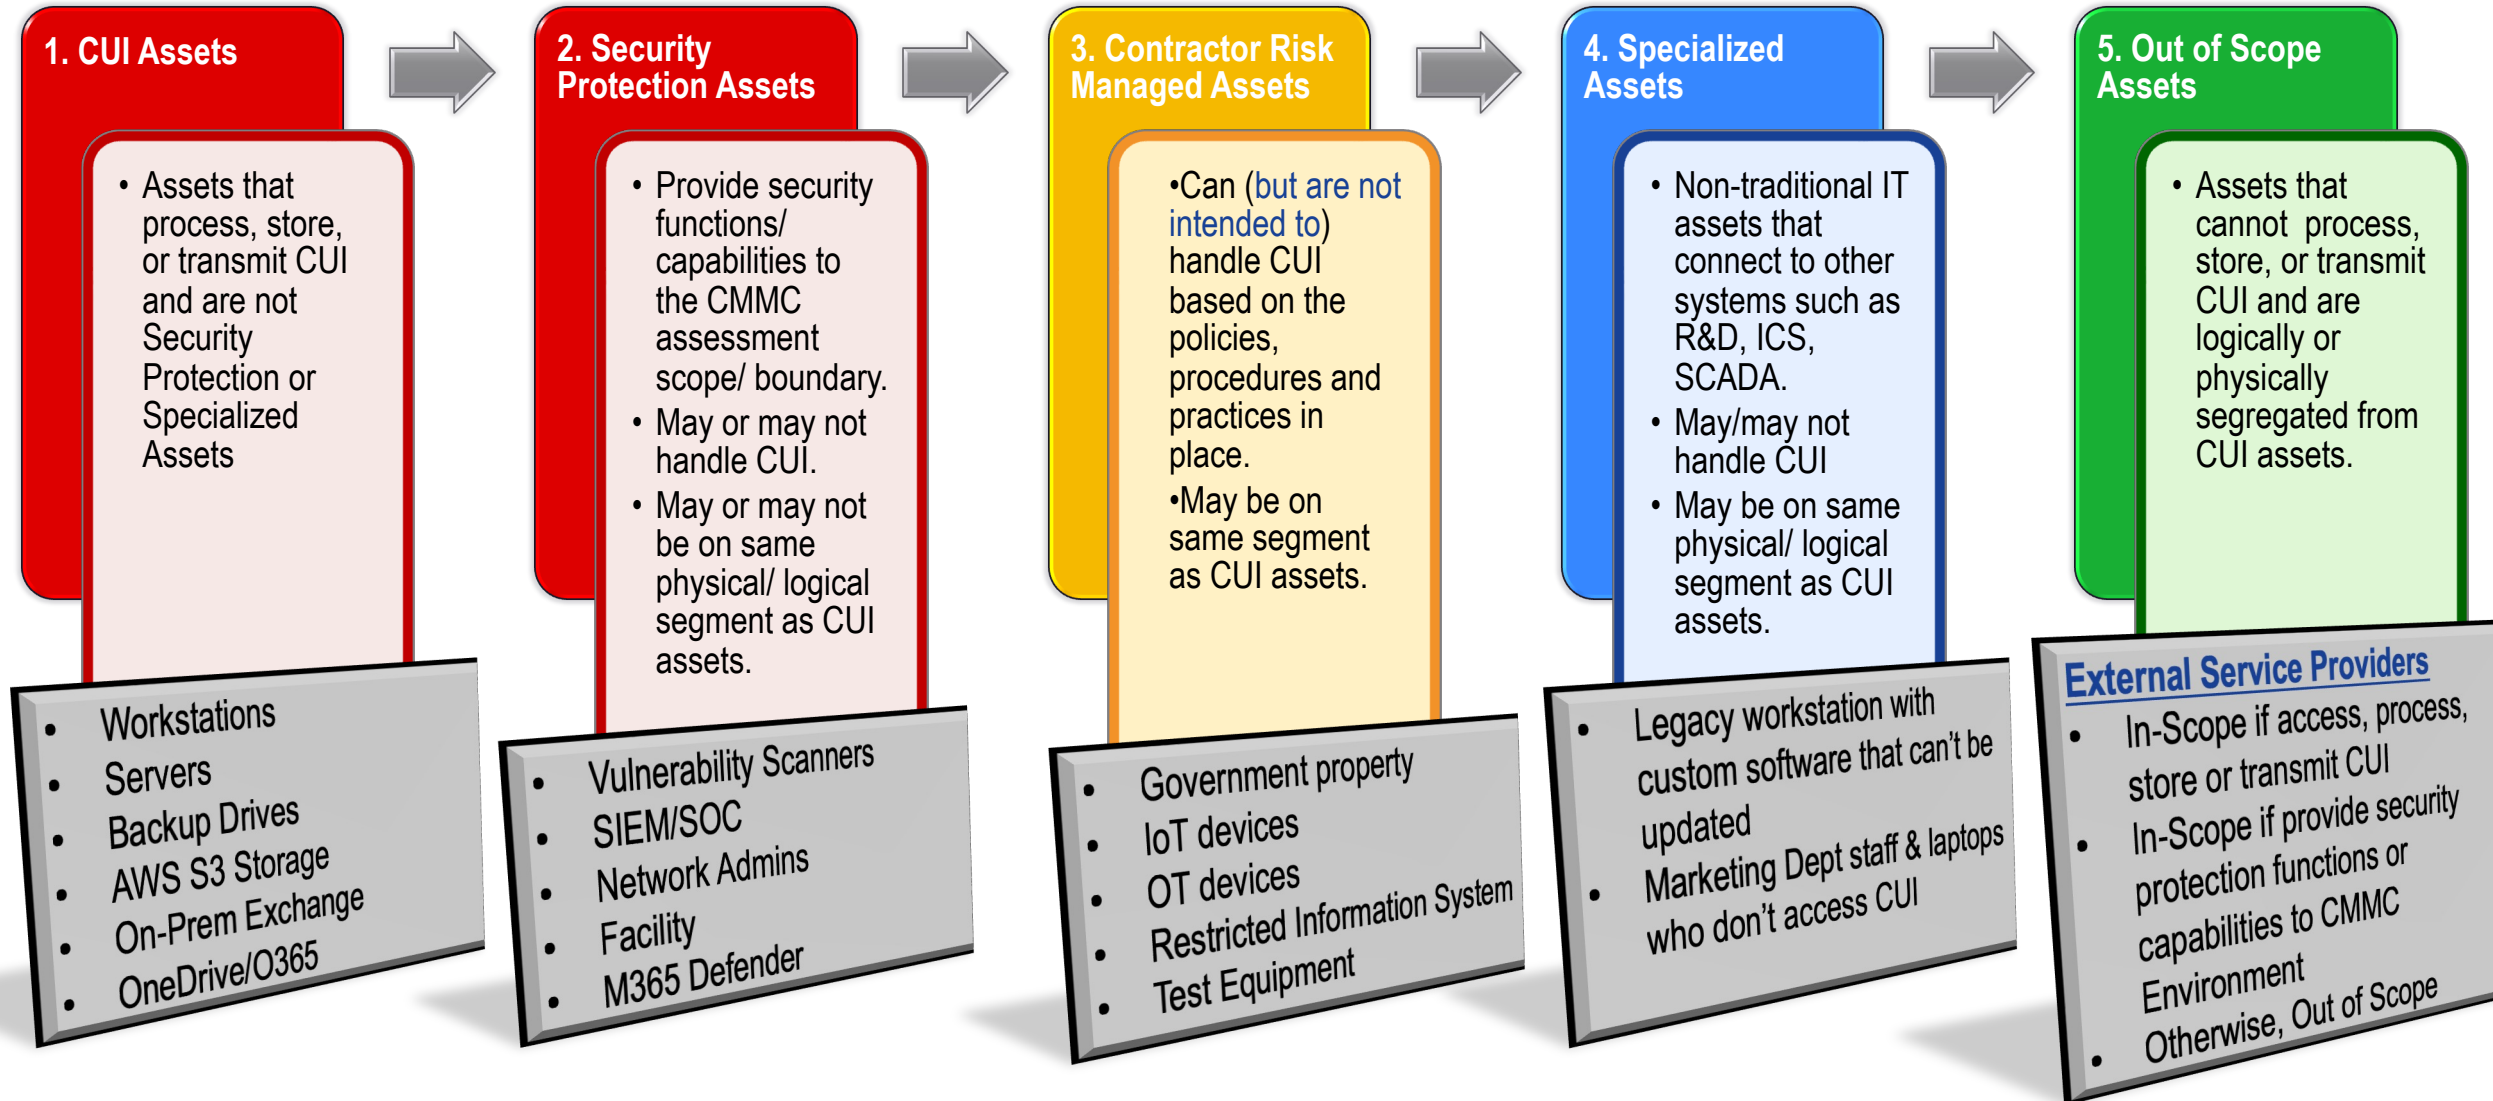 1. CUI Assets
• Assets that
process, store,
or transmit CUI
and are not
Security
Protection or
Specialized
Assets
• Workstations
• Servers
• Backup Drives
• AWS S3 Storage
• On-Prem Exchange
• OneDrive/O365
2. Security
Protection Assets
• Provide security
functions/
capabilities to
the CMMC
assessment
scope/ boundary.
• May or may not
handle CUI.
• May or may not
be on same
physical/ logical
segment as CUI
assets.
• Vulnerability Scanners
• SIEM/SOC
• Network Admins
• Facility
• M365 Defender
3. Contractor Risk
Managed Assets
•Can (but are not
intended to)
handle CUI
based on the
policies,
procedures and
practices in
place.
•May be on
same segment
as CUI assets.
• Government property
• IoT devices
• OT devices
• Restricted Information System
• Test Equipment
4. Specialized
Assets
• Non-traditional IT
assets that
connect to other
systems such as
R&D, ICS,
SCADA.
• May/may not
handle CUI
• May be on same
physical/ logical
segment as CUI
assets.
• Legacy workstation with
custom software that can’t be
updated
• Marketing Dept staff & laptops
who don’t access CUI
5. Out of Scope
Assets
• Assets that
cannot  process,
store, or transmit
CUI and are
logically or
physically
segregated from
CUI assets.
External Service Providers
• In-Scope if access, process,
store or transmit CUI
• In-Scope if provide security
protection functions or
capabilities to CMMC
Environment
• Otherwise, Out of Scope